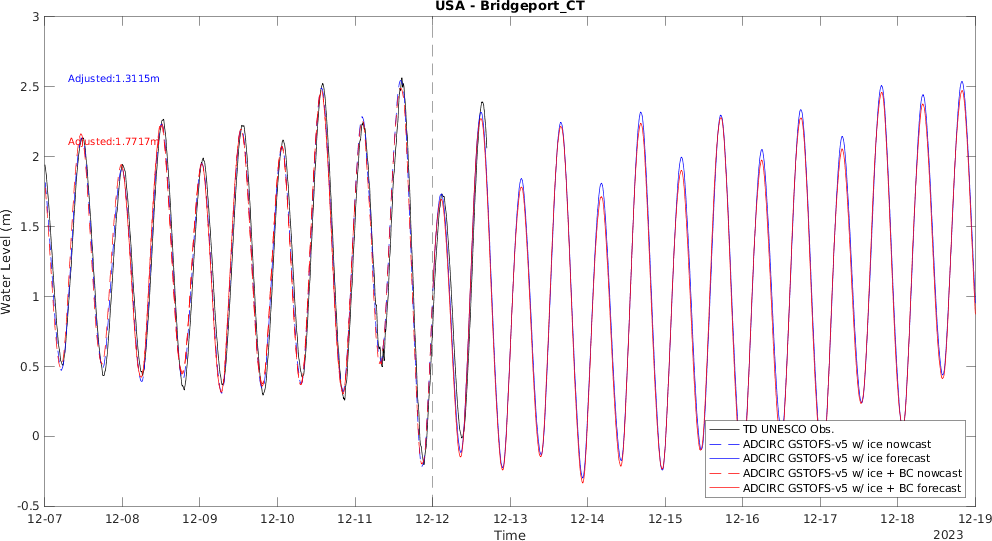 USA - Bridgeport_CT
3
2.5
2
1.5
1
0.5
0
-0.5
Water Level (m)
Adjusted:1.3115m
Adjusted:1.7717m
TD UNESCO Obs.
ADCIRC GSTOFS-v5 w/ ice nowcast
ADCIRC GSTOFS-v5 w/ ice forecast
ADCIRC GSTOFS-v5 w/ ice + BC nowcast
ADCIRC GSTOFS-v5 w/ ice + BC forecast
12-07 12-08 12-09 12-10 12-11 12-12 12-13 12-14 12-15 12-16 12-17 12-18 12-19
Time
2023